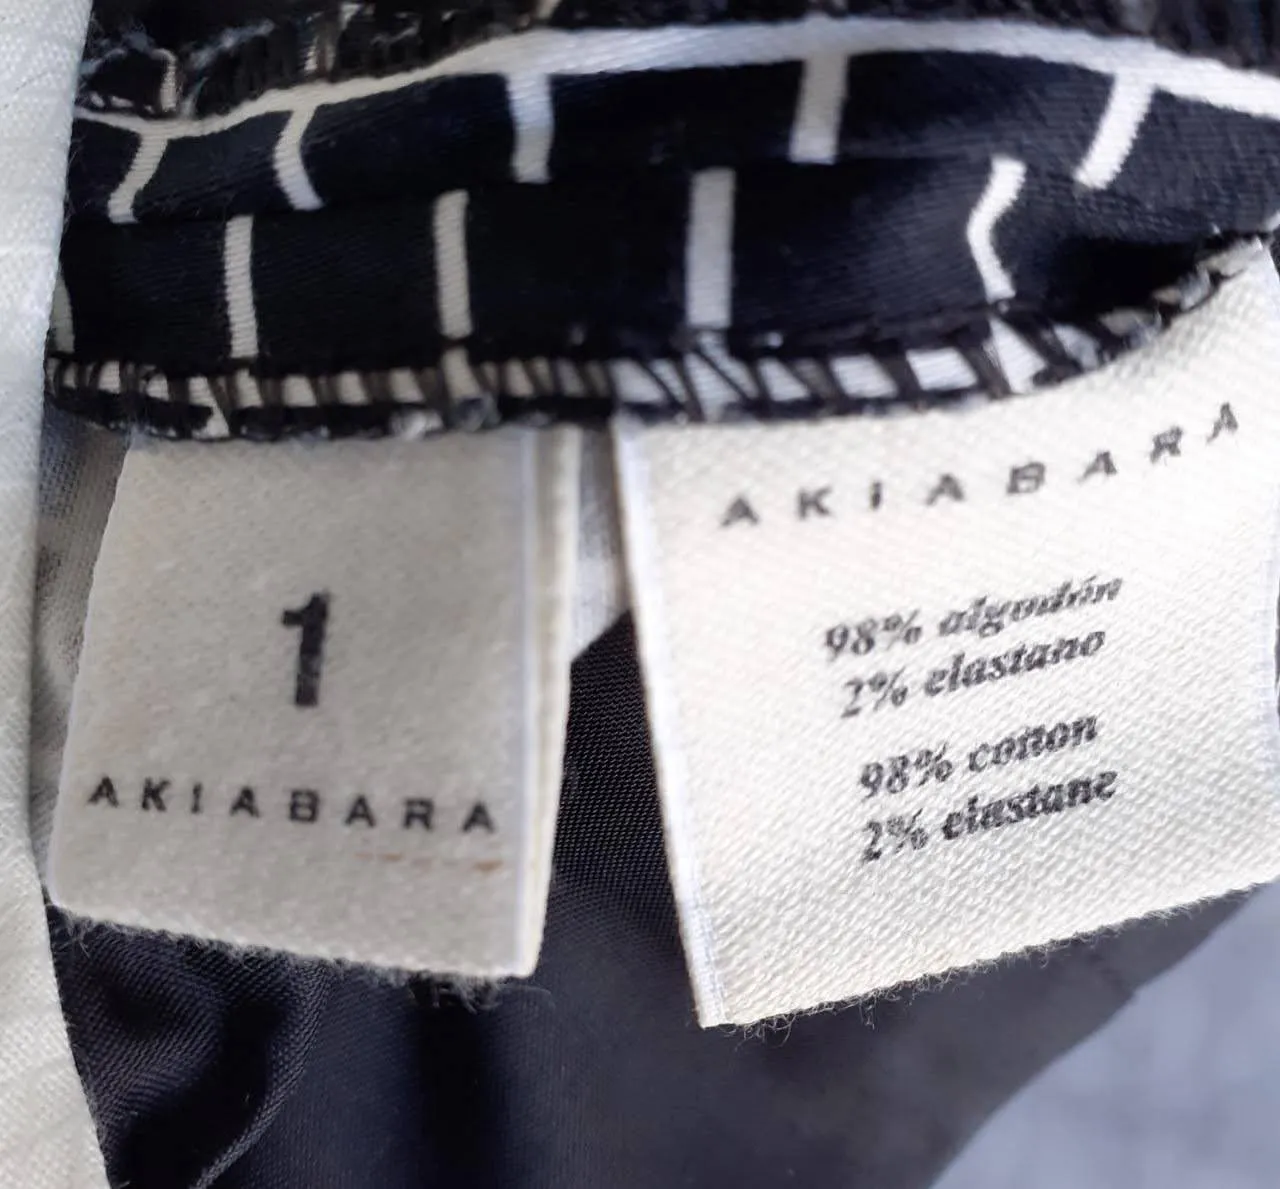 1
AKIABARA
AKIABARA
98% algodón
2% elastano
98% cotton
2% elastane